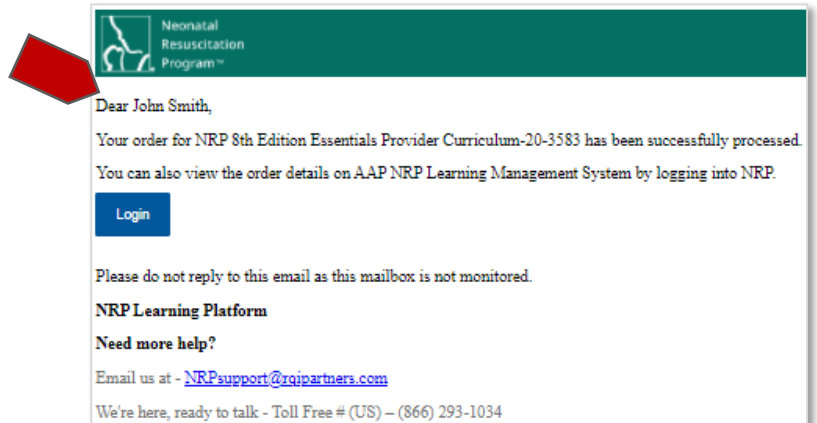 Neonatal
Resuscitation
Program™
Dear John Smith,
Your order for NRP 8th Edition Essentials Provider Curriculum-20-3583 has been successfully processed.
You can also view the order details on AAP NRP Learning Management System by logging into NRP.
Login
Please do not reply to this email as this mailbox is not monitored.
NRP Learning Platform
Need more help?
Email us at - NRPsupport@rqipartners.com
We're here, ready to talk - Toll Free # (US) – (866) 293-1034